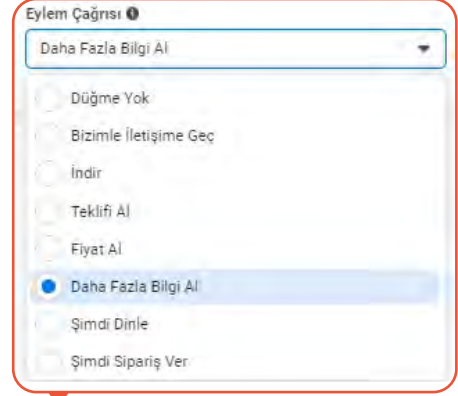 Eylem Çağrısı
Daha Fazla Bilgi Al
Düğme Yok
Bizimle İletişime Geç
İndir
Teklifi Al
Fiyat Al
Daha Fazla Bilgi Al
Şimdi Dinle
Şimdi Sipariş Ver